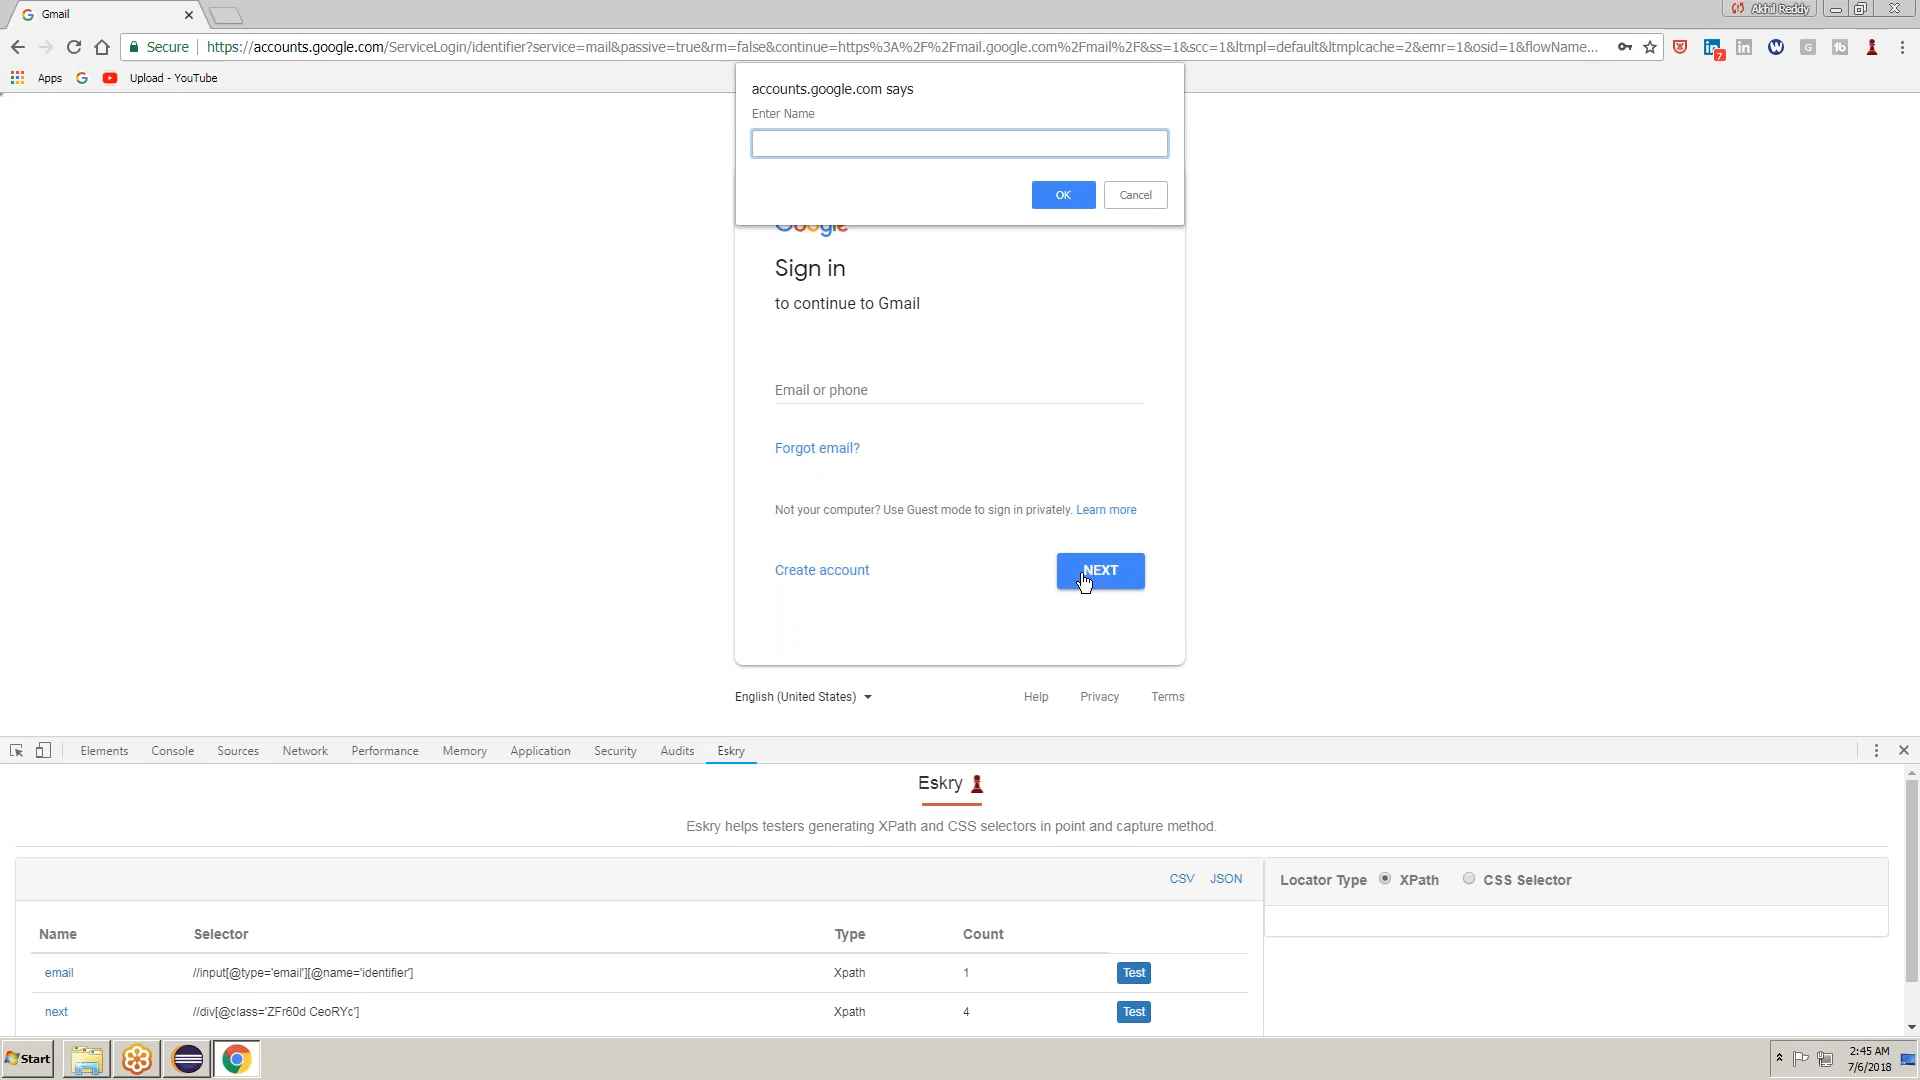 Gmail
Akhil Reddy
Secure
https://accounts.google.com/ServiceLogin/identifier?service=mail&passive=true&rm=false&continue=https%3A%2F%2Fmail.google.com%2Fmail%2F&ss=1&scc=1&ltmpl=default&ltmplcache=2&emr=1&osid=1&flowName...
7
Apps
Upload - YouTube
accounts.google.com says
Enter Name
OK
Cancel
Google
Sign in
to continue to Gmail
Email or phone
Forgot email?
Not your computer? Use Guest mode to sign in privately. Learn more
Create account
NEXT
English (United States)
Help
Privacy
Terms
Elements
Console
Sources
Network
Performance
Memory
Application
Security
Audits
Eskry
Eskry
Eskry helps testers generating XPath and CSS selectors in point and capture method.
CSV
JSON
Locator Type
XPath
CSS Selector
Name
Selector
Type
Count
email
//input[@type='email'][@name='identifier']
Xpath
1
Test
next
//div[@class='ZFr60d CeoRYc']
Xpath
4
Test
Start
2:45 AM
7/6/2018